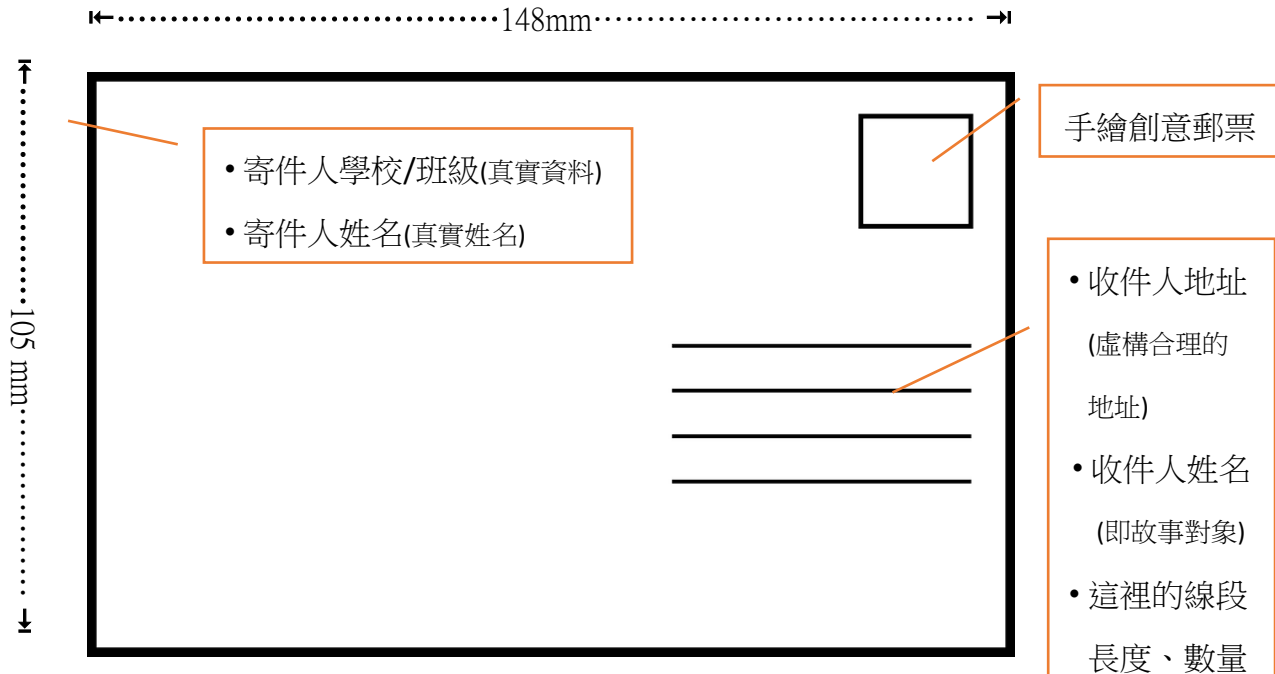 148mm
105 mm
• 寄件人學校/班級(真實資料)
• 寄件人姓名(真實姓名)
手繪創意郵票
• 收件人地址
(虛構合理的
地址)
• 收件人姓名
(即故事對象)
• 這裡的線段
長度、數量